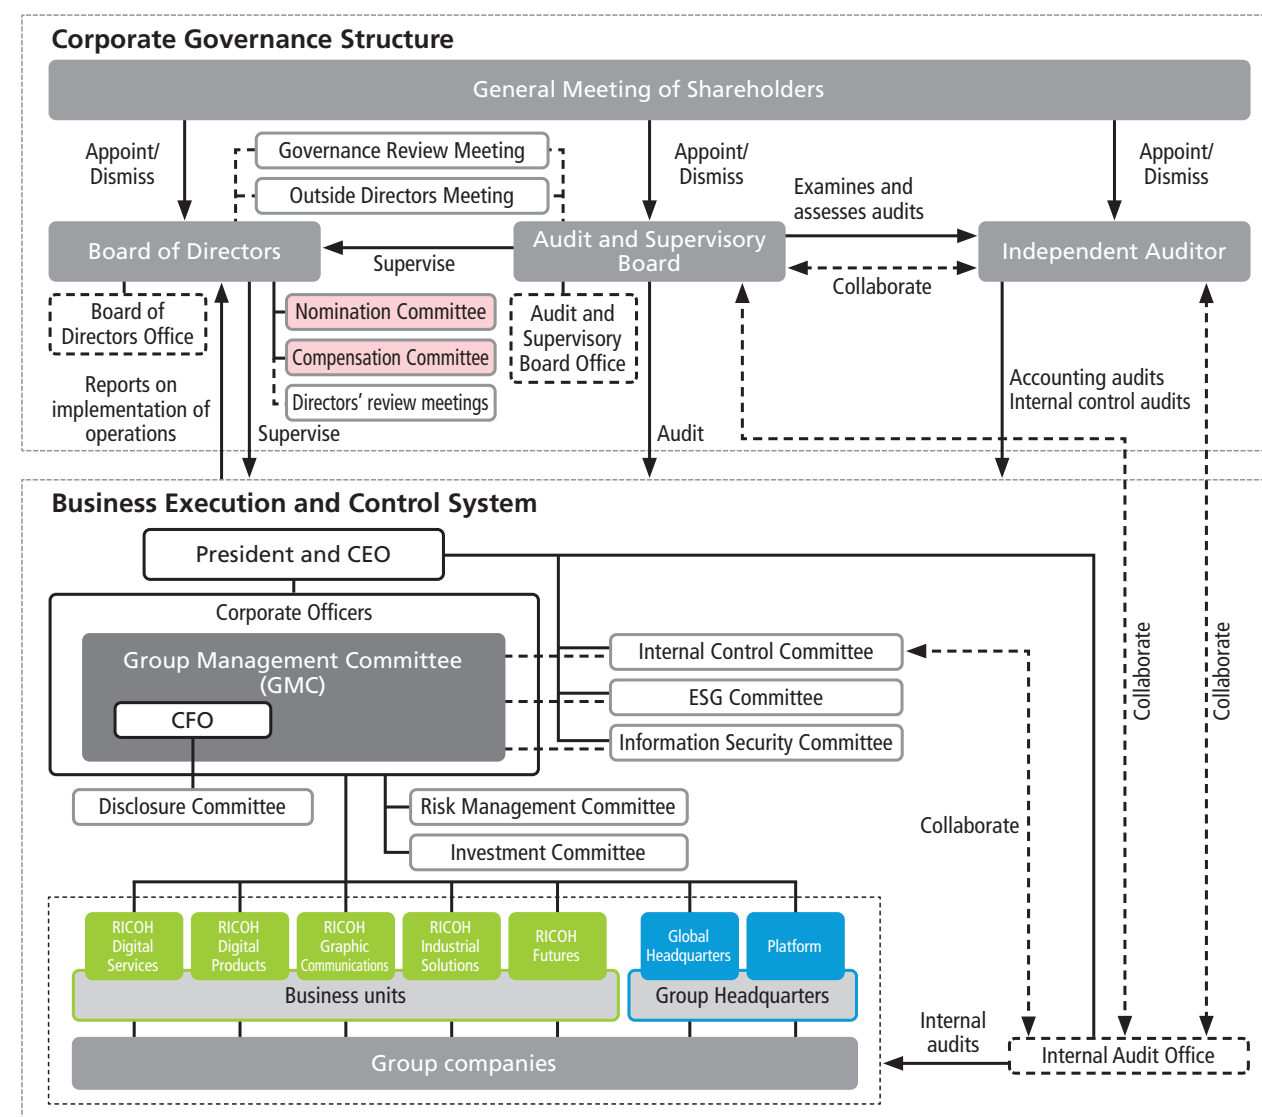 Corporate Governance Structure
General Meeting of Shareholders
Appoint/
Dismiss
Governance Review Meeting
Outside Directors Meeting
Appoint/
Dismiss
Examines and
assesses audits
Appoint/
Dismiss
Board of Directors
Supervise
Audit and Supervisory
Board
Collaborate
Independent Auditor
Board of
Directors Office
Nomination Committee
Compensation Committee
Directors’ review meetings
Audit and
Supervisory
Board Office
Reports on
implementation of
operations
Supervise
Audit
Accounting audits
Internal control audits
Business Execution and Control System
President and CEO
Corporate Officers
Group Management Committee
(GMC)
CFO
Internal Control Committee
ESG Committee
Information Security Committee
Collaborate
Collaborate
Disclosure Committee
Risk Management Committee
Investment Committee
Collaborate
RICOH
Digital
Services
RICOH
Digital
Products
RICOH
Graphic
Communications
RICOH
Industrial
Solutions
RICOH
Futures
Global
Headquarters
Platform
Business units
Group Headquarters
Group companies
Internal
audits
Internal Audit Office